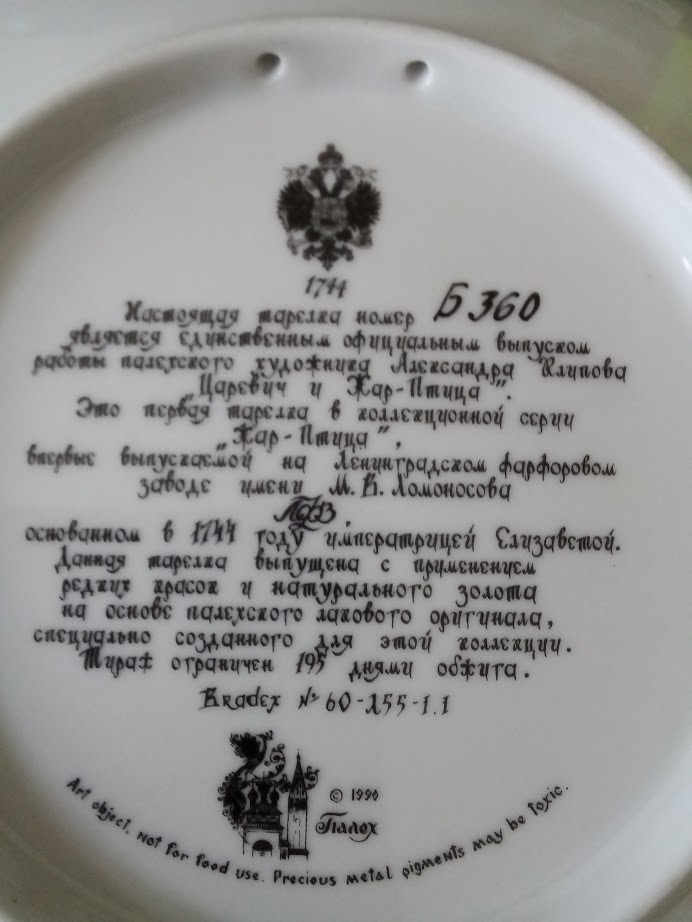 1744
Настоящая тарелка номер Б360
является единственным официальным выпуском
работы палехского художника Александра Клипова
„Царевич и Жар-Птица".
Это первая тарелка в коллекционной серии
„Жар-Птица",
впервые выпускаемой на Ленинградском фарфоровом
заводе имени М.В.Ломоносова
ЛФЗ,
основанном в 1744 году императрицей Елизаветой.
Данная тарелка выпущена с применением
редких красок и натурального золота
на основе палехского лакового оригинала,
специально созданного для этой коллекции.
Тираж ограничен 195 днями обжига.
Bradex № 60-Л55-1.1
© 1990
Палех
Art object, not for food use. Precious metal pigments may be toxic.